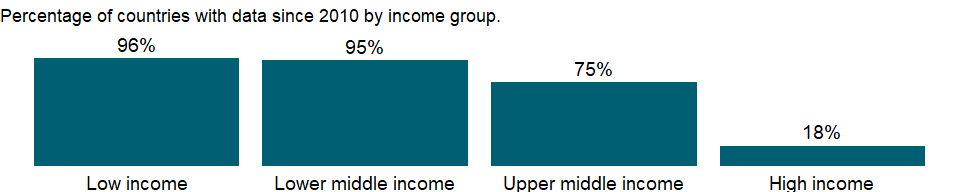 Percentage of countries with data since 2010 by income group.
96%
95%
75%
18%
Low income
Lower middle income
Upper middle income
High income